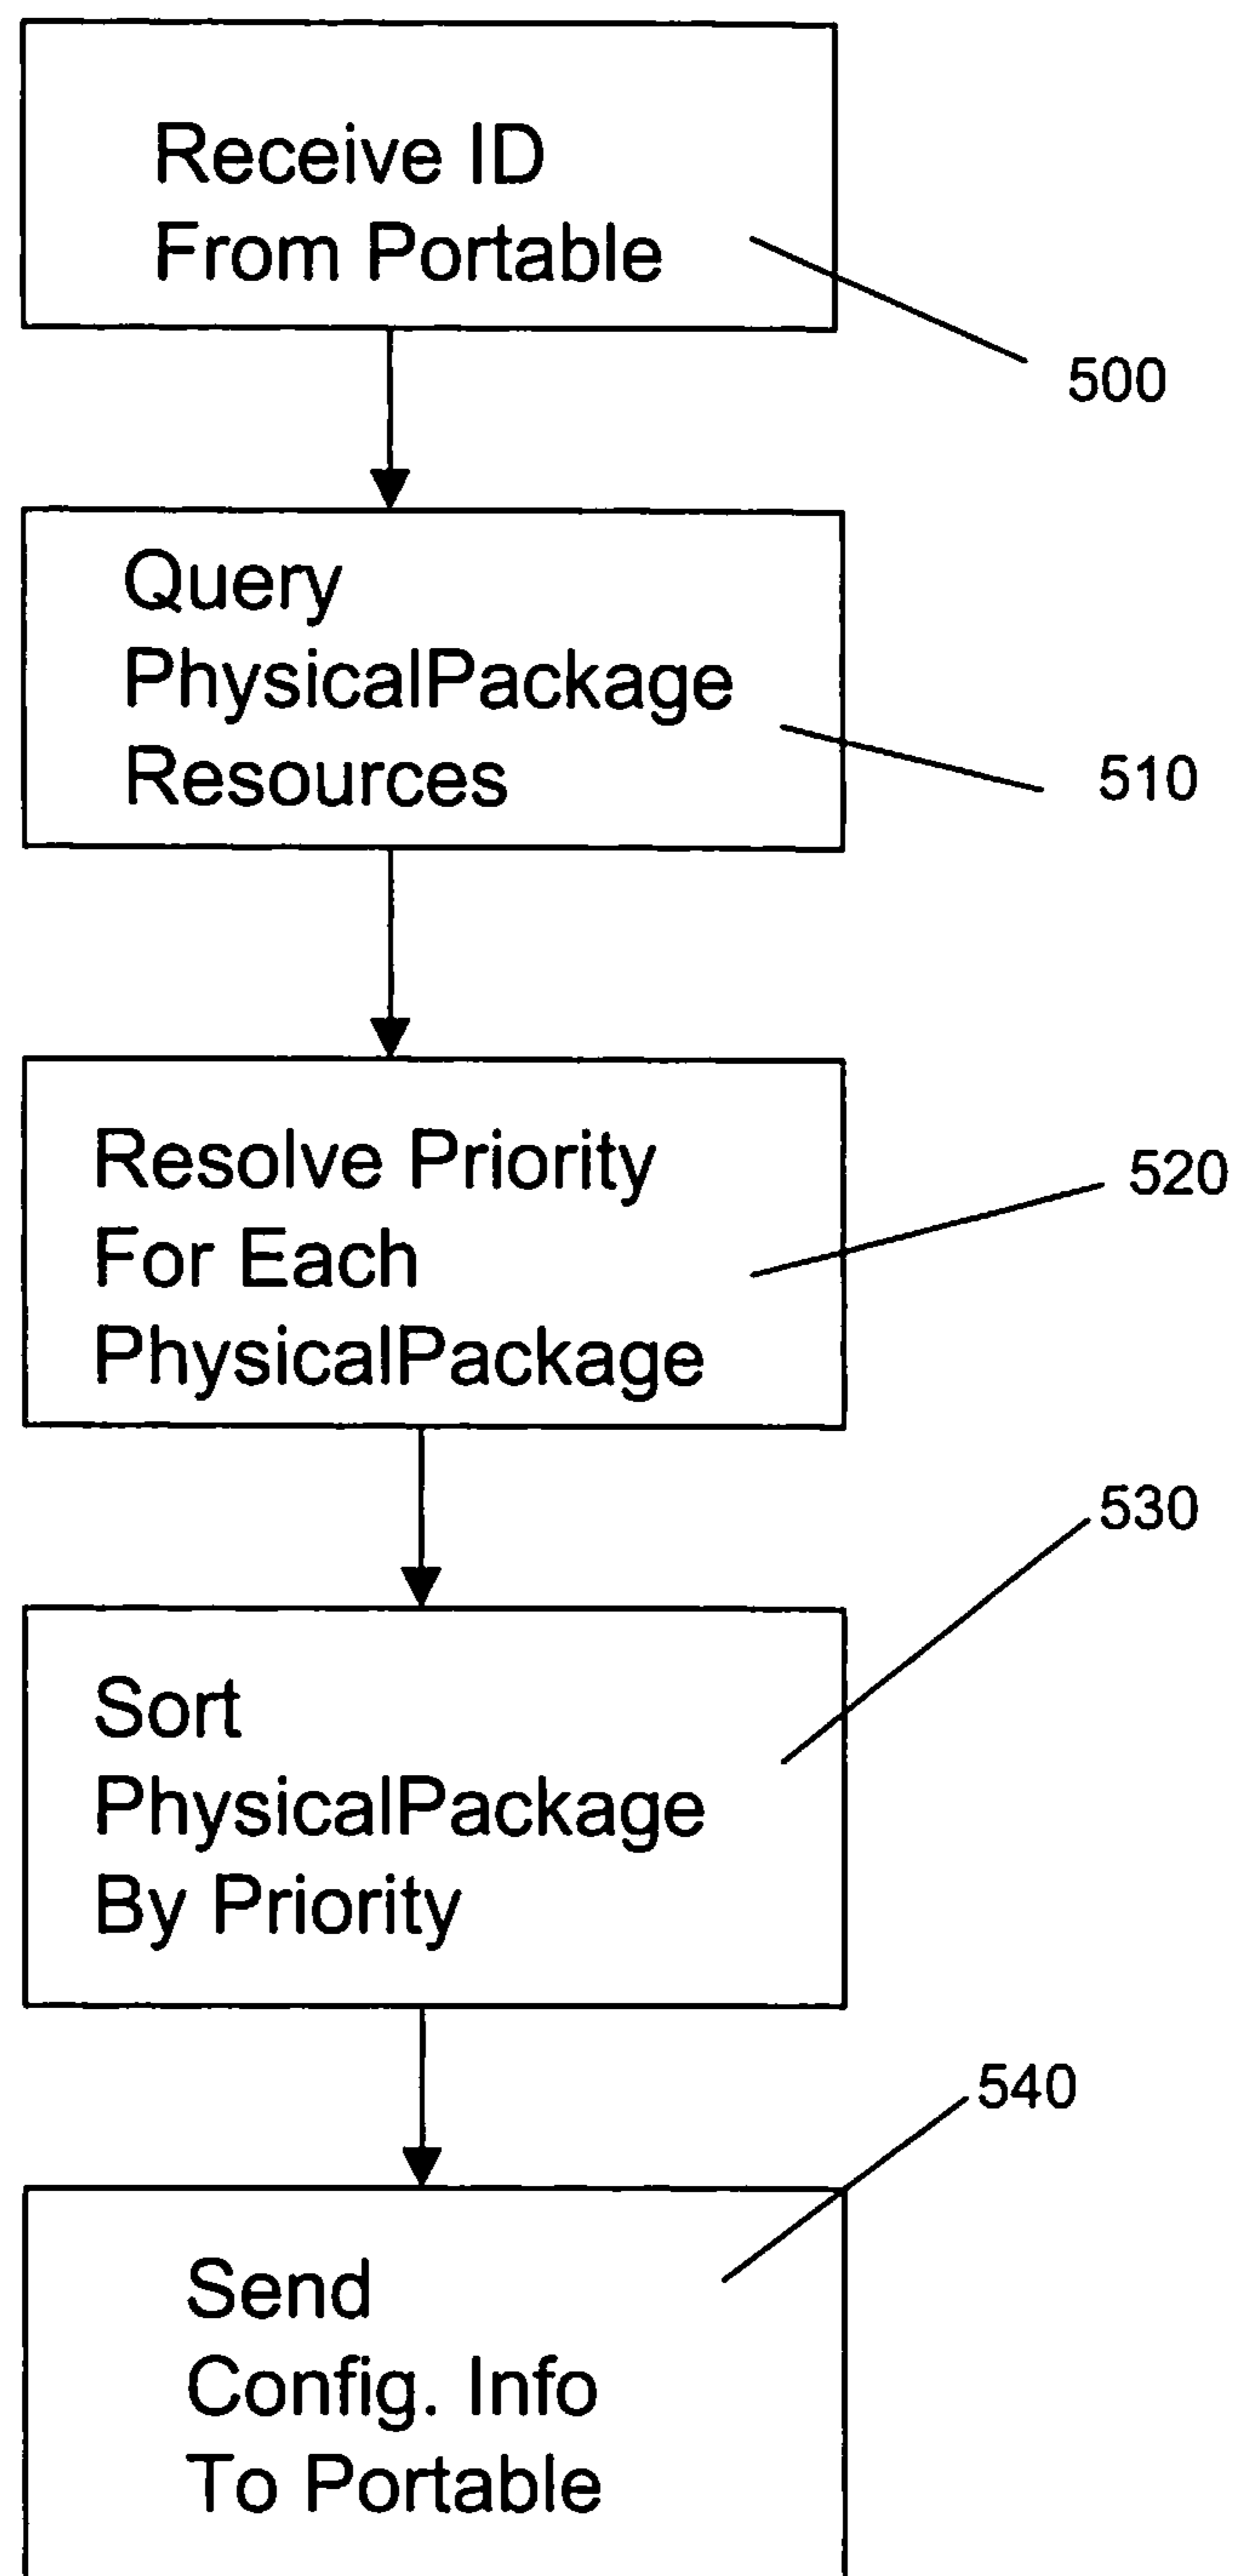 Receive ID
From Portable
500
Query
PhysicalPackage
Resources
510
Resolve Priority
For Each
PhysicalPackage
520
Sort
PhysicalPackage
By Priority
530
Send
Config. Info
To Portable
540